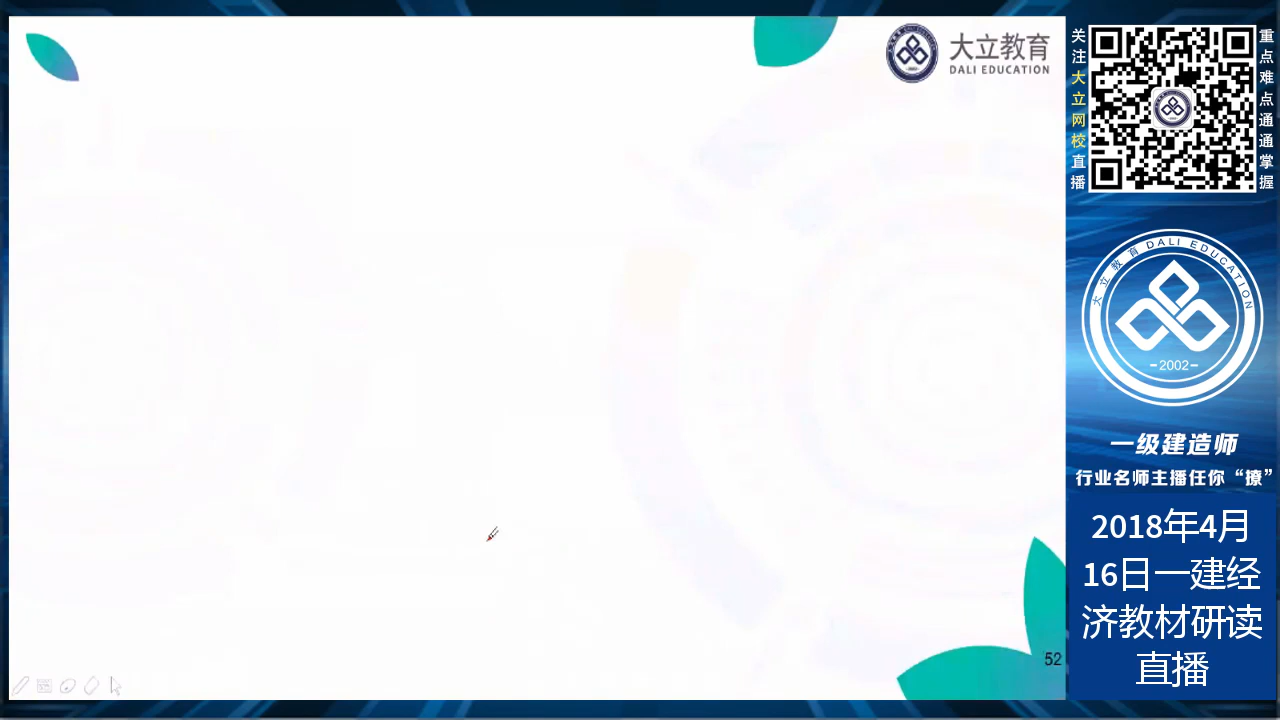 大立教育
DALI EDUCATION
关注大立网校直播
重点难点通通掌握
大立教育 DALI EDUCATION
2002
一级建造师
行业名师主播任你“撩”
2018年4月
16日一建经
济教材研读
直播
52